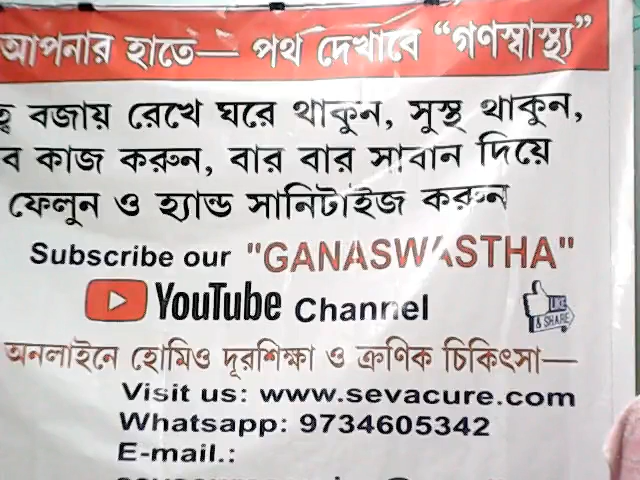 আপনার হাতে— পথ দেখাবে “গণস্বাস্থ্য”
বজায় রেখে ঘরে থাকুন, সুস্থ থাকুন,
কাজ করুন, বার বার সাবান দিয়ে
ফেলুন ও হ্যান্ড সানিটাইজ করুন
Subscribe our "GANASWASTHA"
YouTube Channel
LIKE
& SHARE
অনলাইনে হোমিও দূরশিক্ষা ও ক্রণিক চিকিৎসা—
Visit us: www.sevacure.com
Whatsapp: 9734605342
E-mail.: